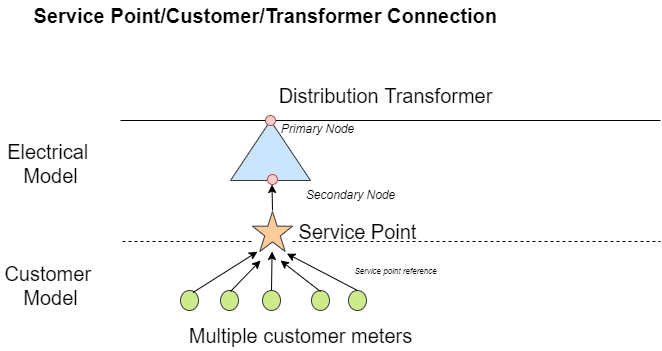 Service Point/Customer/Transformer Connection
Distribution Transformer
Primary Node
Electrical
Model
Secondary Node
Service Point
Customer
Model
Service point reference
Multiple customer meters